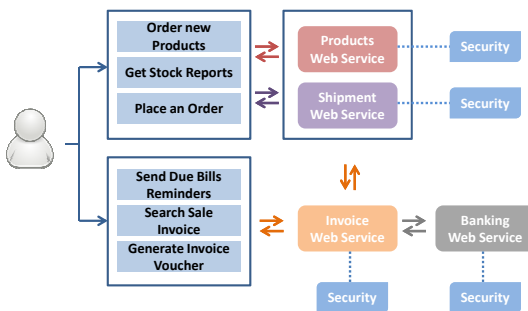 Order new
Products
Get Stock Reports
Place an Order
Products
Web Service
Security
Shipment
Web Service
Security
Send Due Bills
Reminders
Search Sale
Invoice
Generate Invoice
Voucher
Invoice
Web Service
Banking
Web Service
Security
Security